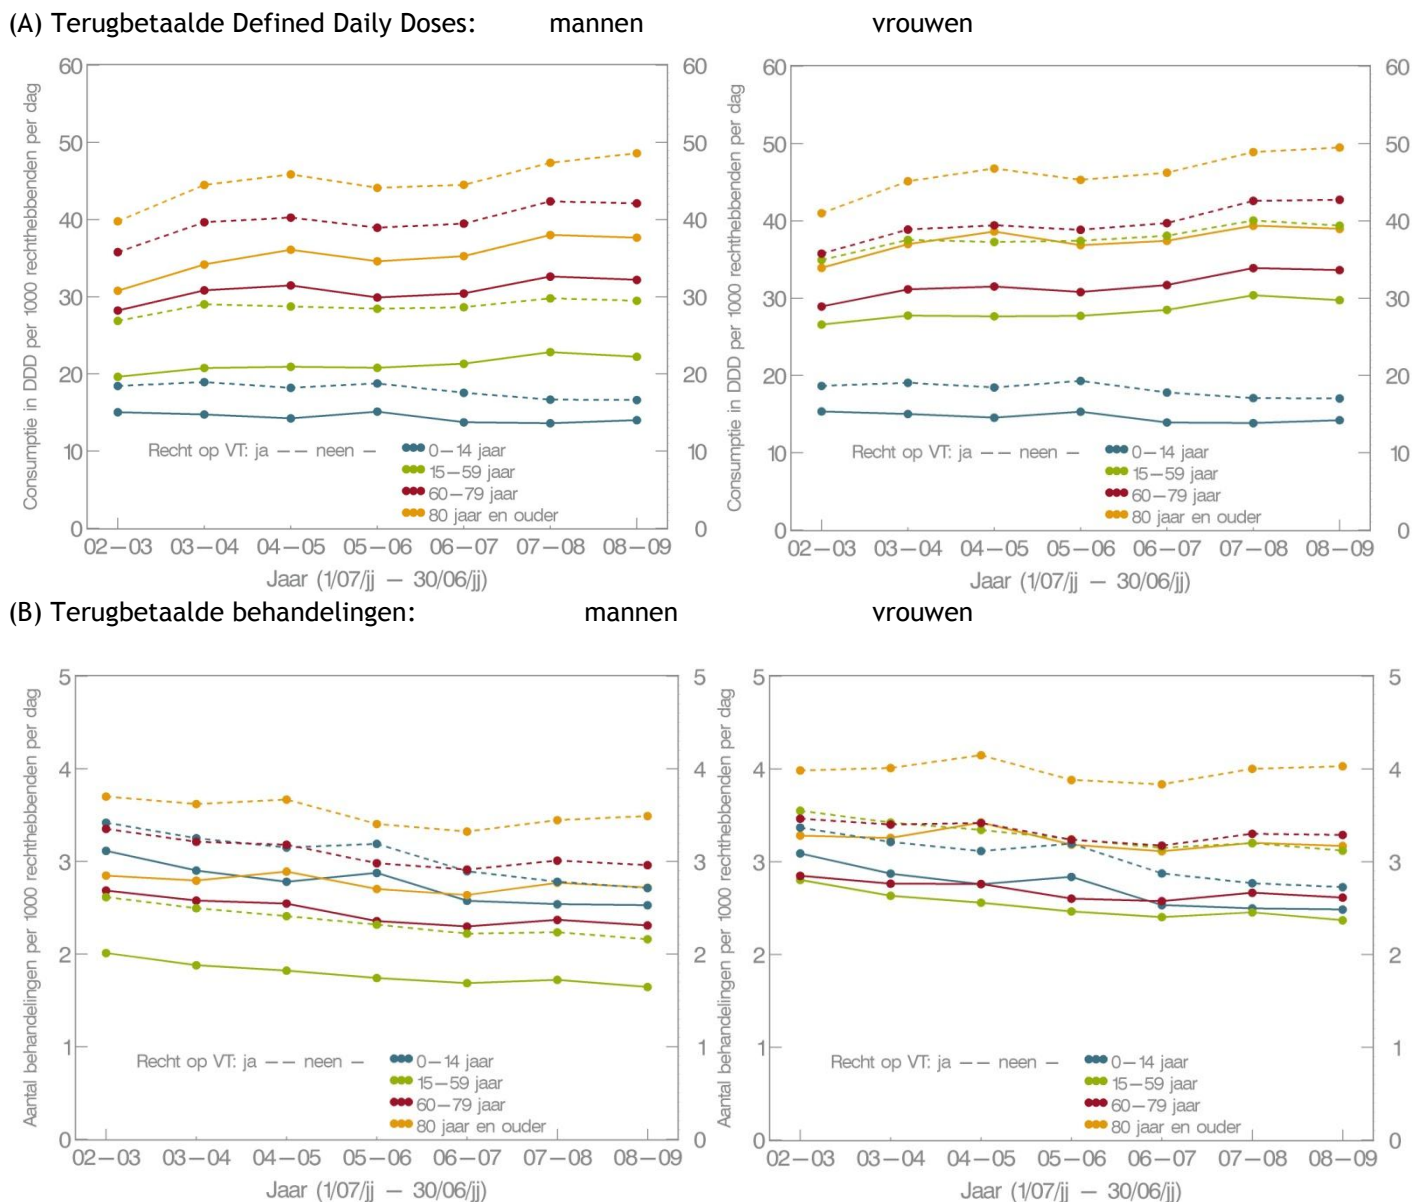 (A) Terugbetaalde Defined Daily Doses: mannen vrouwen
Consumptie in DDD per 1000 rechthebbenden per dag
60 50 40 30 20 10 0
60 50 40 30 20 10 0
Recht op VT: ja – – neen –
0–14 jaar
15–59 jaar
60–79 jaar
80 jaar en ouder
02–03 03–04 04–05 05–06 06–07 07–08 08–09
Jaar (1/07/jj – 30/06/jj)
Consumptie in DDD per 1000 rechthebbenden per dag
60 50 40 30 20 10 0
60 50 40 30 20 10 0
Recht op VT: ja – – neen –
0–14 jaar
15–59 jaar
60–79 jaar
80 jaar en ouder
02–03 03–04 04–05 05–06 06–07 07–08 08–09
Jaar (1/07/jj – 30/06/jj)
(B) Terugbetaalde behandelingen: mannen vrouwen
Aantal behandelingen per 1000 rechthebbenden per dag
5 4 3 2 1 0
5 4 3 2 1 0
Recht op VT: ja – – neen –
0–14 jaar
15–59 jaar
60–79 jaar
80 jaar en ouder
02–03 03–04 04–05 05–06 06–07 07–08 08–09
Jaar (1/07/jj – 30/06/jj)
Aantal behandelingen per 1000 rechthebbenden per dag
5 4 3 2 1 0
5 4 3 2 1 0
Recht op VT: ja – – neen –
0–14 jaar
15–59 jaar
60–79 jaar
80 jaar en ouder
02–03 03–04 04–05 05–06 06–07 07–08 08–09
Jaar (1/07/jj – 30/06/jj)